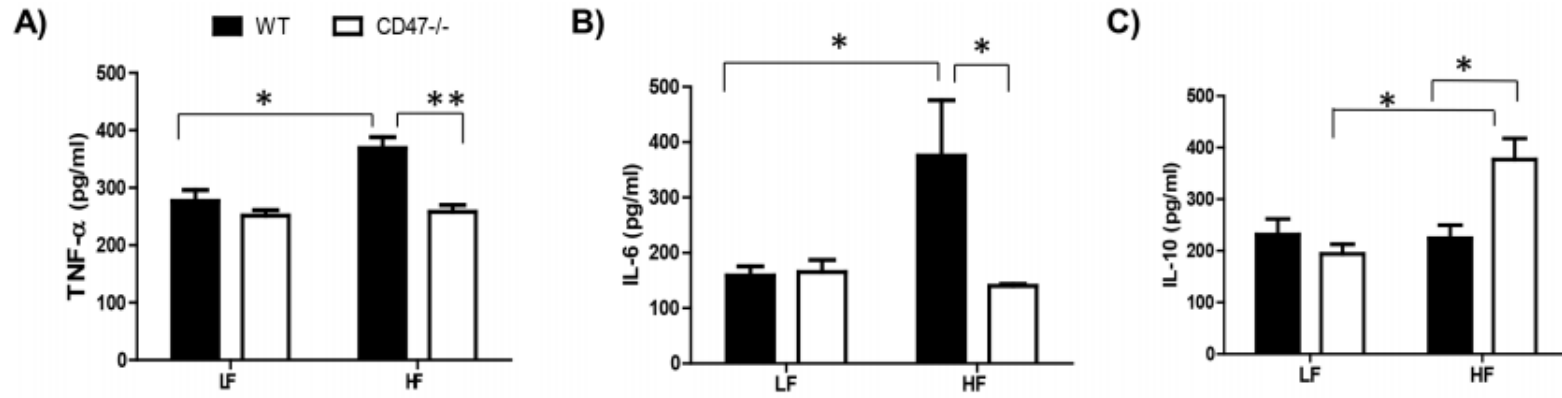 A)
WT
CD47-/-
TNF-α (pg/ml)
500
400
300
200
100
0
*
**
LF
HF
B)
IL-6 (pg/ml)
500
400
300
200
100
0
*
*
LF
HF
C)
IL-10 (pg/ml)
500
400
300
200
100
0
*
*
LF
HF